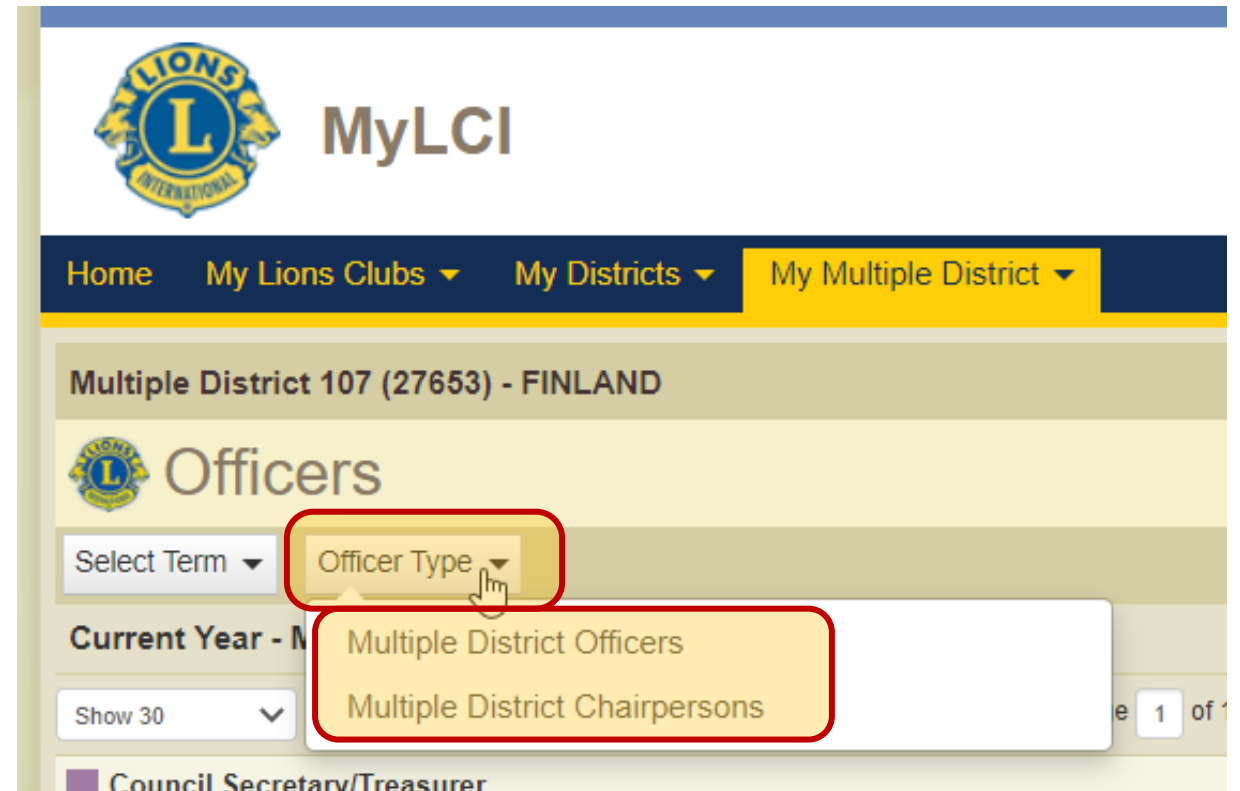 LIONS
L
INTERNATIONAL
MyLCI
Home My Lions Clubs My Districts My Multiple District
Multiple District 107 (27653) - FINLAND
LIONS
L
Officers
Select Term Officer Type
Current Year -
Multiple District Officers
Multiple District Chairpersons
Show 30
1 of
Council Secretary/Treasurer